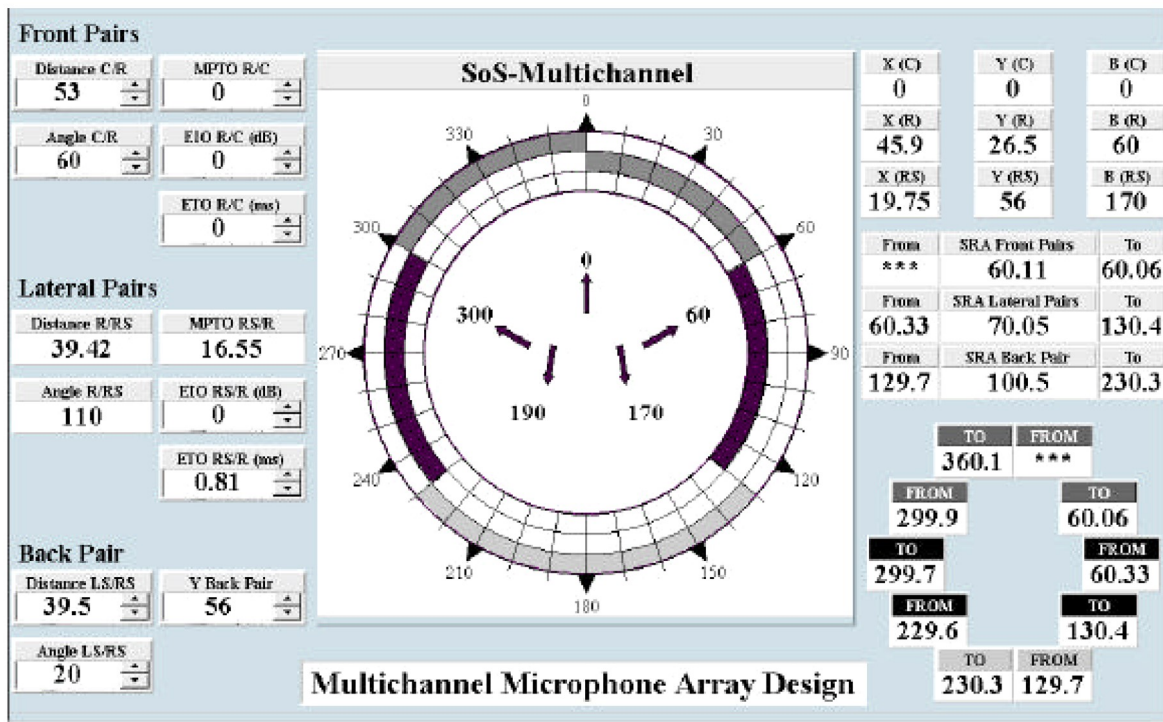 Front Pairs
Distance C/R
53
MPTO R/C
0
Angle C/R
60
EIO R/C (dB)
0
ETO R/C (ms)
0
Lateral Pairs
Distance R/RS
39.42
MPTO RS/R
16.55
Angle R/RS
110
EIO RS/R (dB)
0
ETO RS/R (ms)
0.81
Back Pair
Distance LS/RS
39.5
Y Back Pair
56
Angle LS/RS
20
SoS-Multichannel
0
330
30
300
60
0
300
60
270
90
190
170
240
120
210
150
180
Multichannel Microphone Array Design
X (C)
0
Y (C)
0
B (C)
0
X (R)
45.9
Y (R)
26.5
B (R)
60
X (RS)
19.75
Y (RS)
56
B (RS)
170
From
***
SRA Front Pairs
60.11
To
60.06
From
60.33
SRA Lateral Pairs
70.05
To
130.4
From
129.7
SRA Back Pair
100.5
To
230.3
TO
360.1
FROM
***
FROM
299.9
TO
60.06
TO
299.7
FROM
60.33
FROM
229.6
TO
130.4
TO
230.3
FROM
129.7